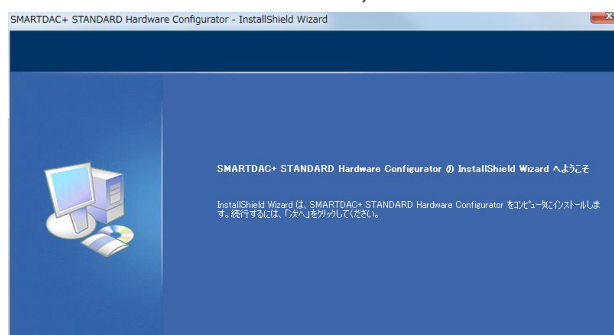 SMARTDAC+ STANDARD Hardware Configurator - InstallShield Wizard
SMARTDAC+ STANDARD Hardware Configurator の InstallShield Wizard へようこそ
InstallShield Wizard は、SMARTDAC+ STANDARD Hardware Configurator をコンピュータにインストールしま
す。続行するには、「次へ」をクリックしてください。